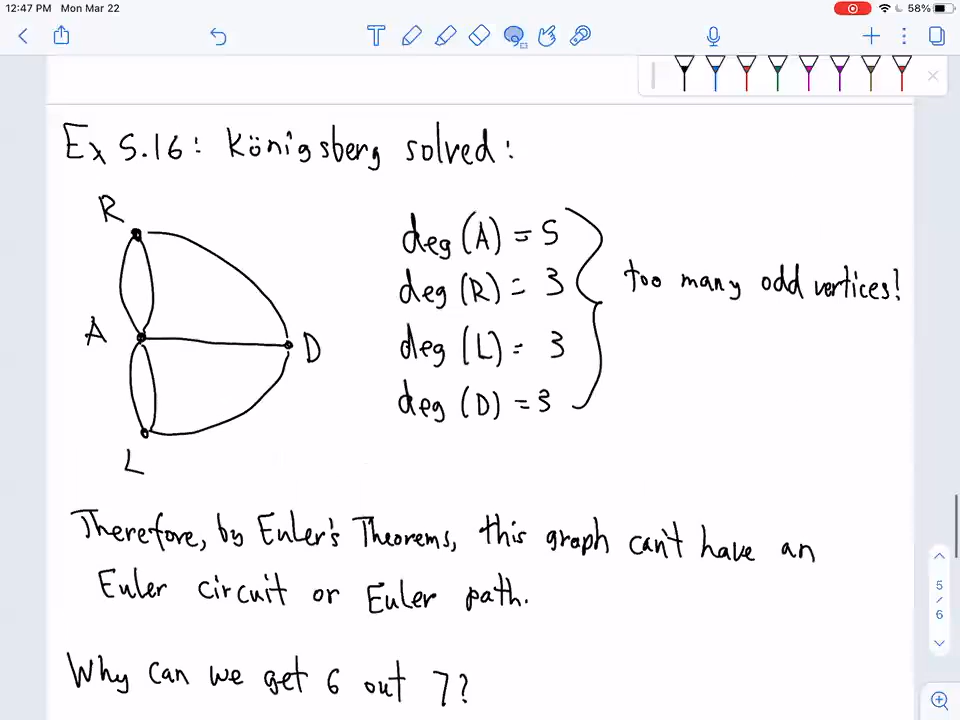 12:47 PM Mon Mar 22
58%
Ex 5.16: Königsberg solved:
R
A
D
L
deg (A) = 5
deg (R) = 3
deg (L) = 3
deg (D) = 3
too many odd vertices!
Therefore, by Euler's Theorems, this graph can't have an
Euler circuit or Euler path.
Why can we get 6 out 7?
5
/
6